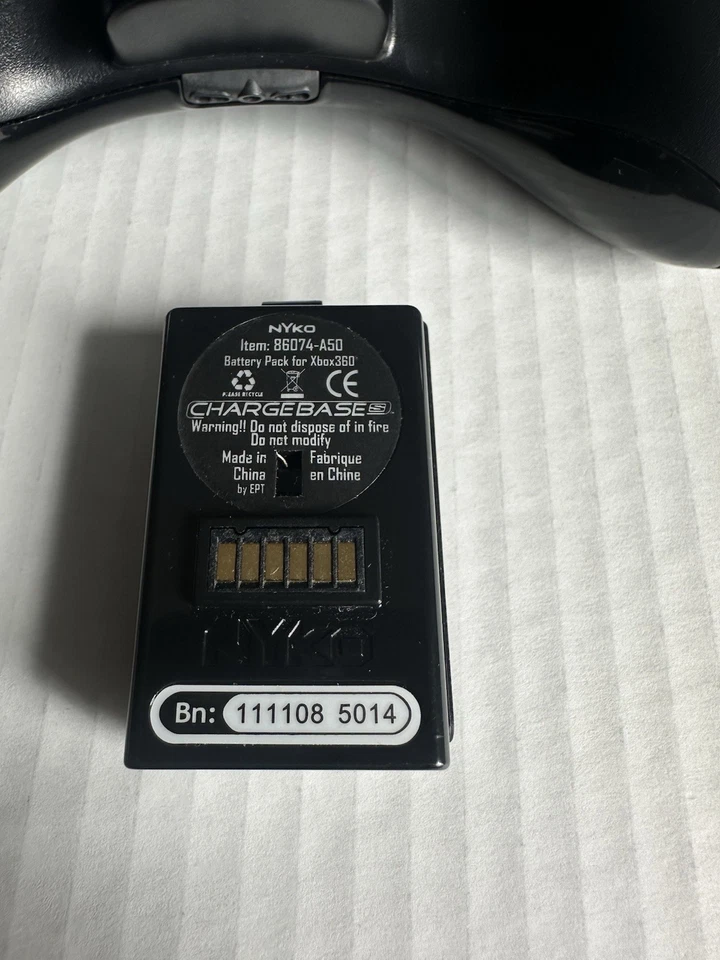 NYKO
Item: 86074-A50
Battery Pack for Xbox360
PLEASE RECYCLE
CE
CHARGEBASE S
Warning!! Do not dispose of in fire
Do not modify
Made in Fabrique
China en Chine
by EPT
NYKO
Bn: 111108 5014